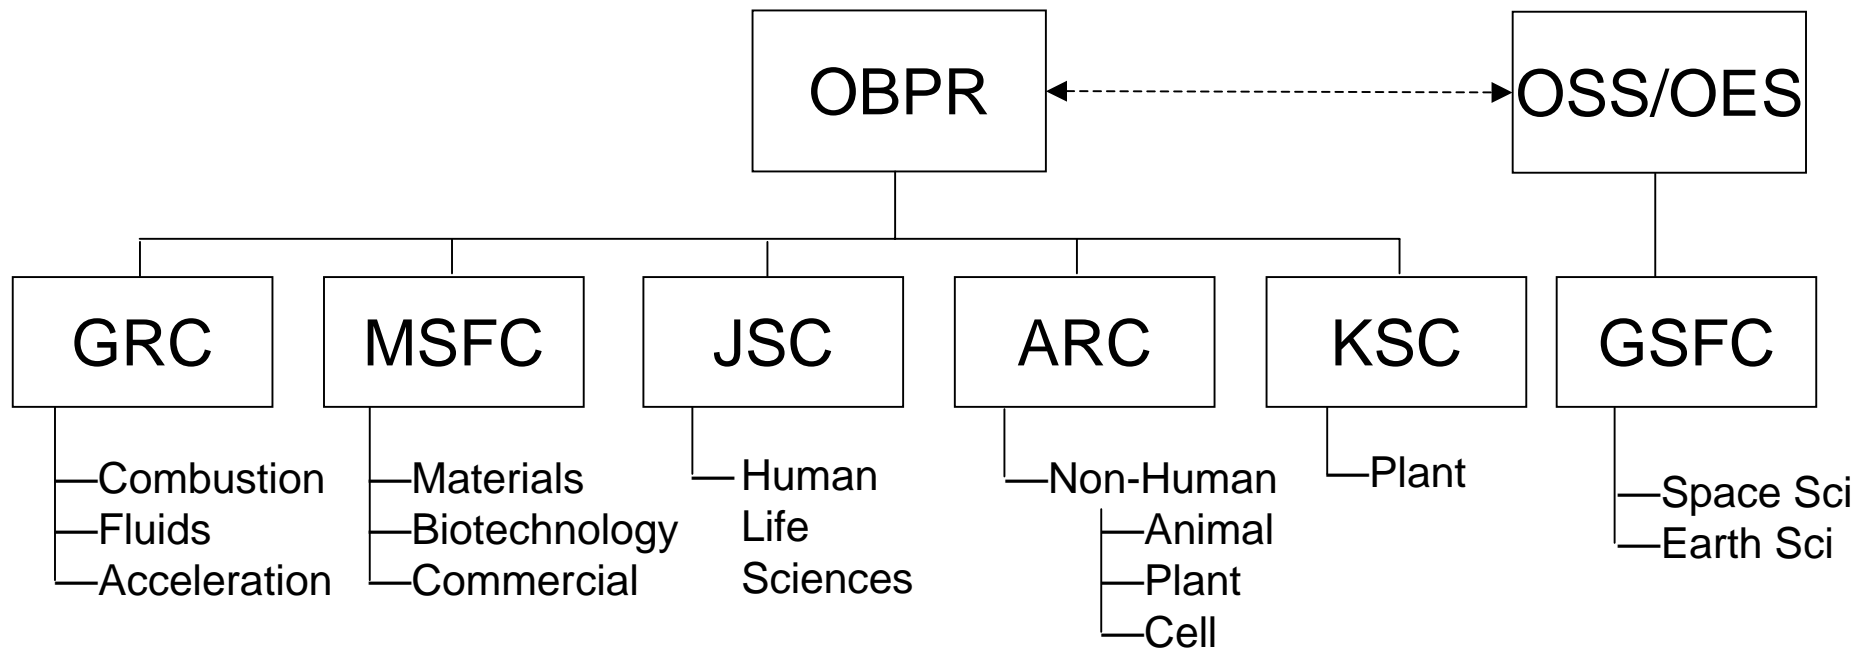 OBPR
OSS/OES
GRC
MSFC
JSC
ARC
KSC
GSFC
Combustion
Fluids
Acceleration
Materials
Biotechnology
Commercial
Human
Life
Sciences
Non-Human
Animal
Plant
Cell
Plant
Space Sci
Earth Sci